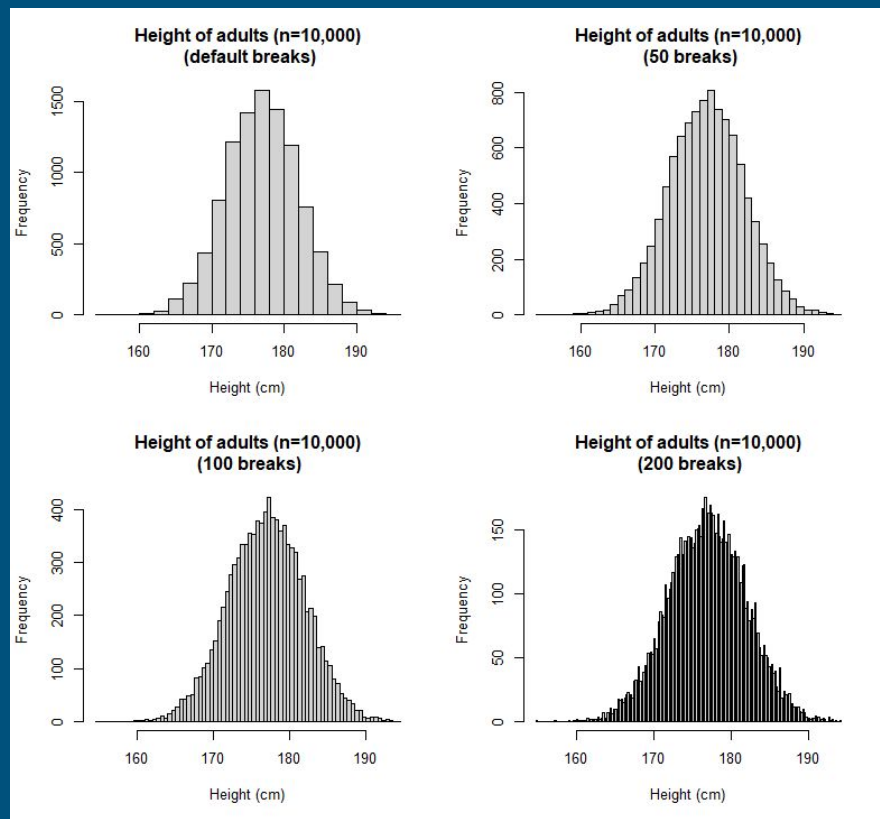 Height of adults (n=10,000)
(default breaks)
Frequency
1500
1000
500
0
160 170 180 190
Height (cm)
Height of adults (n=10,000)
(50 breaks)
Frequency
800
600
400
200
0
160 170 180 190
Height (cm)
Height of adults (n=10,000)
(100 breaks)
Frequency
400
300
200
100
0
160 170 180 190
Height (cm)
Height of adults (n=10,000)
(200 breaks)
Frequency
150
100
50
0
160 170 180 190
Height (cm)